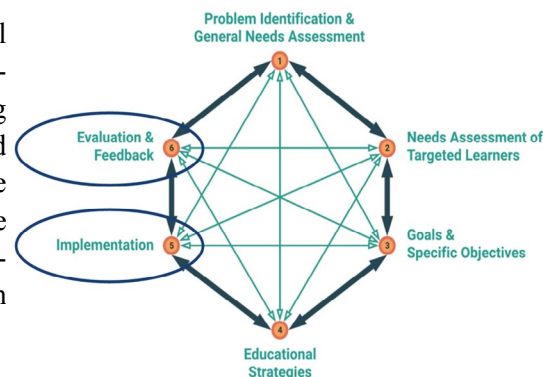 Problem Identification &
General Needs Assessment
1
Evaluation &
Feedback
6
2
Needs Assessment of
Targeted Learners
Implementation
5
3
Goals &
Specific Objectives
4
Educational
Strategies